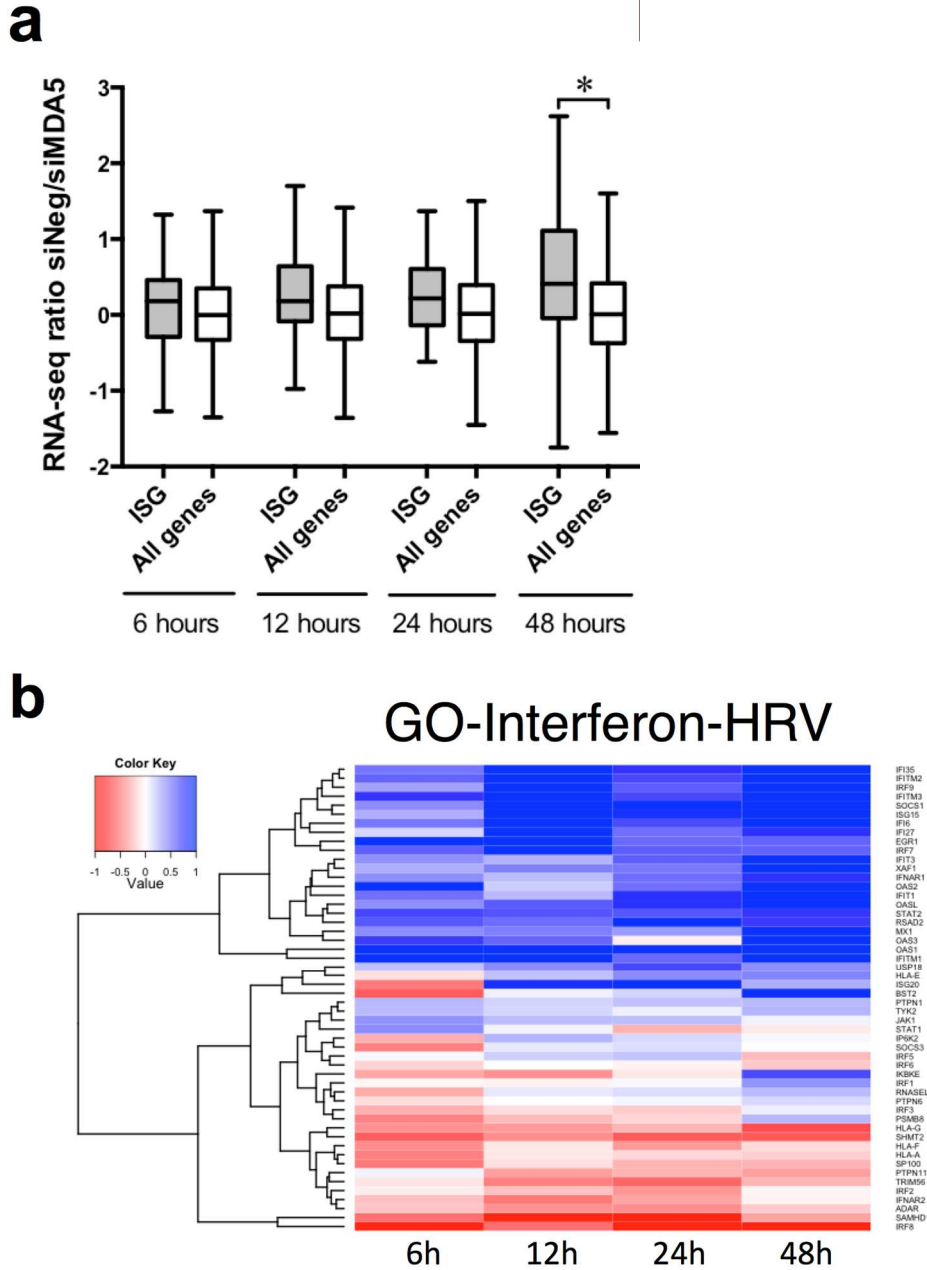 a
RNA-seq ratio siNeg/siMDA5
3
2
1
0
-1
-2
*
ISG
All genes
ISG
All genes
ISG
All genes
ISG
All genes
6 hours
12 hours
24 hours
48 hours
b
GO-Interferon-HRV
Color Key
-1 -0.5 0 0.5 1
Value
IFI35
IFITM2
IRF9
IFITM3
SOCS1
ISG15
IFI6
IFI27
EGR1
IRF7
IFIT3
XAF1
IFNAR1
OAS2
IFIT1
OASL
STAT2
RSAD2
MX1
OAS3
OAS1
IFITM1
USP18
HLA-E
ISG20
BST2
PTPN1
TYK2
JAK1
STAT1
IP6K2
SOCS3
IRF5
IRF6
IKBKE
IRF1
RNASEL
PTPN6
IRF3
PSMB8
HLA-G
SHMT2
HLA-F
HLA-A
SP100
PTPN11
TRIM56
IRF2
IFNAR2
ADAR
SAMHD
IRF8
6h 12h 24h 48h